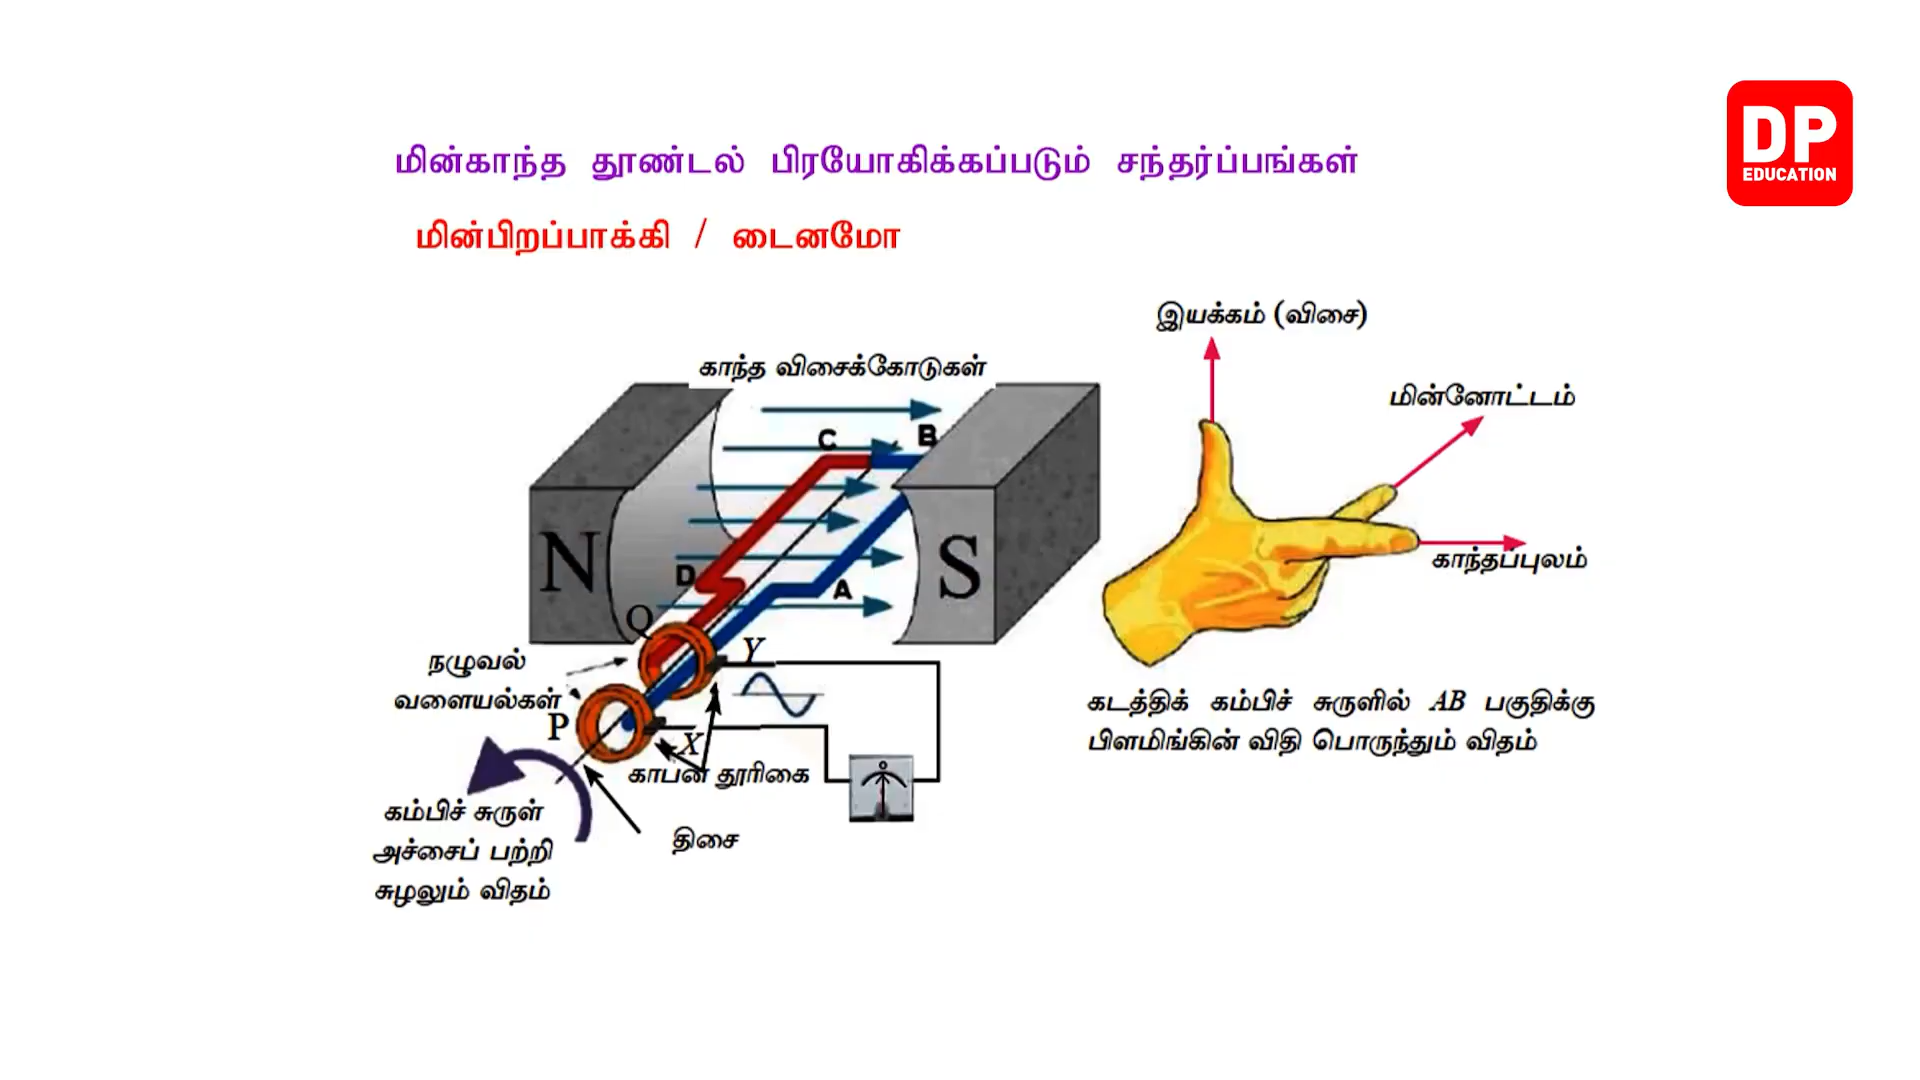 DP
EDUCATION
மின்காந்த தூண்டல் பிரயோகிக்கப்படும் சந்தர்ப்பங்கள்
மின்பிறப்பாக்கி / டைனமோ
இயக்கம் (விசை)
காந்த விசைக்கோடுகள்
மின்னோட்டம்
C
B
N
S
D
A
காந்தப்புலம்
Q
Y
நழுவல்
வளையல்கள்
P
X
காபன் தூரிகை
கடத்திக் கம்பிச் சுருளில் AB பகுதிக்கு
பிளமிங்கின் விதி பொருந்தும் விதம்
கம்பிச் சுருள்
அச்சைப் பற்றி
சுழலும் விதம்
திசை